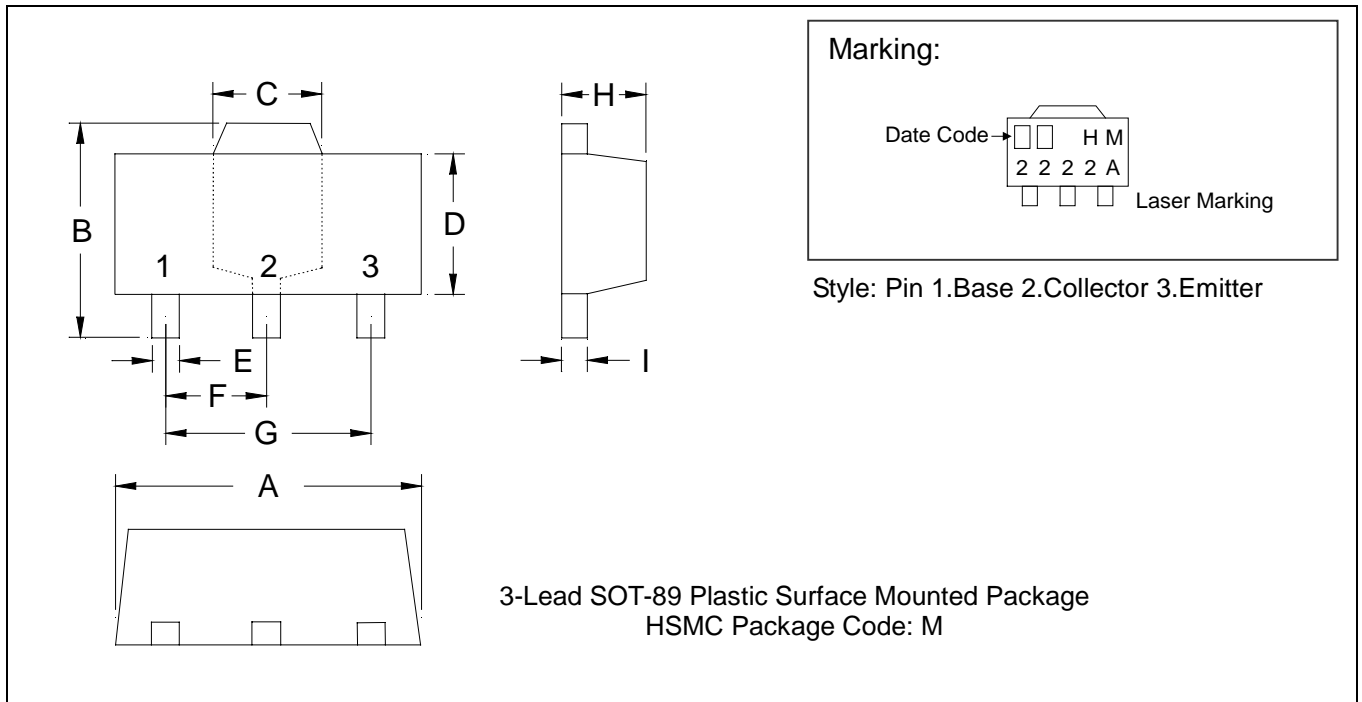 Marking:
C
H
Date Code
H M
2 2 2 2 A
Laser Marking
B
D
1 2 3
Style: Pin 1.Base 2.Collector 3.Emitter
E
I
F
G
A
3-Lead SOT-89 Plastic Surface Mounted Package
HSMC Package Code: M